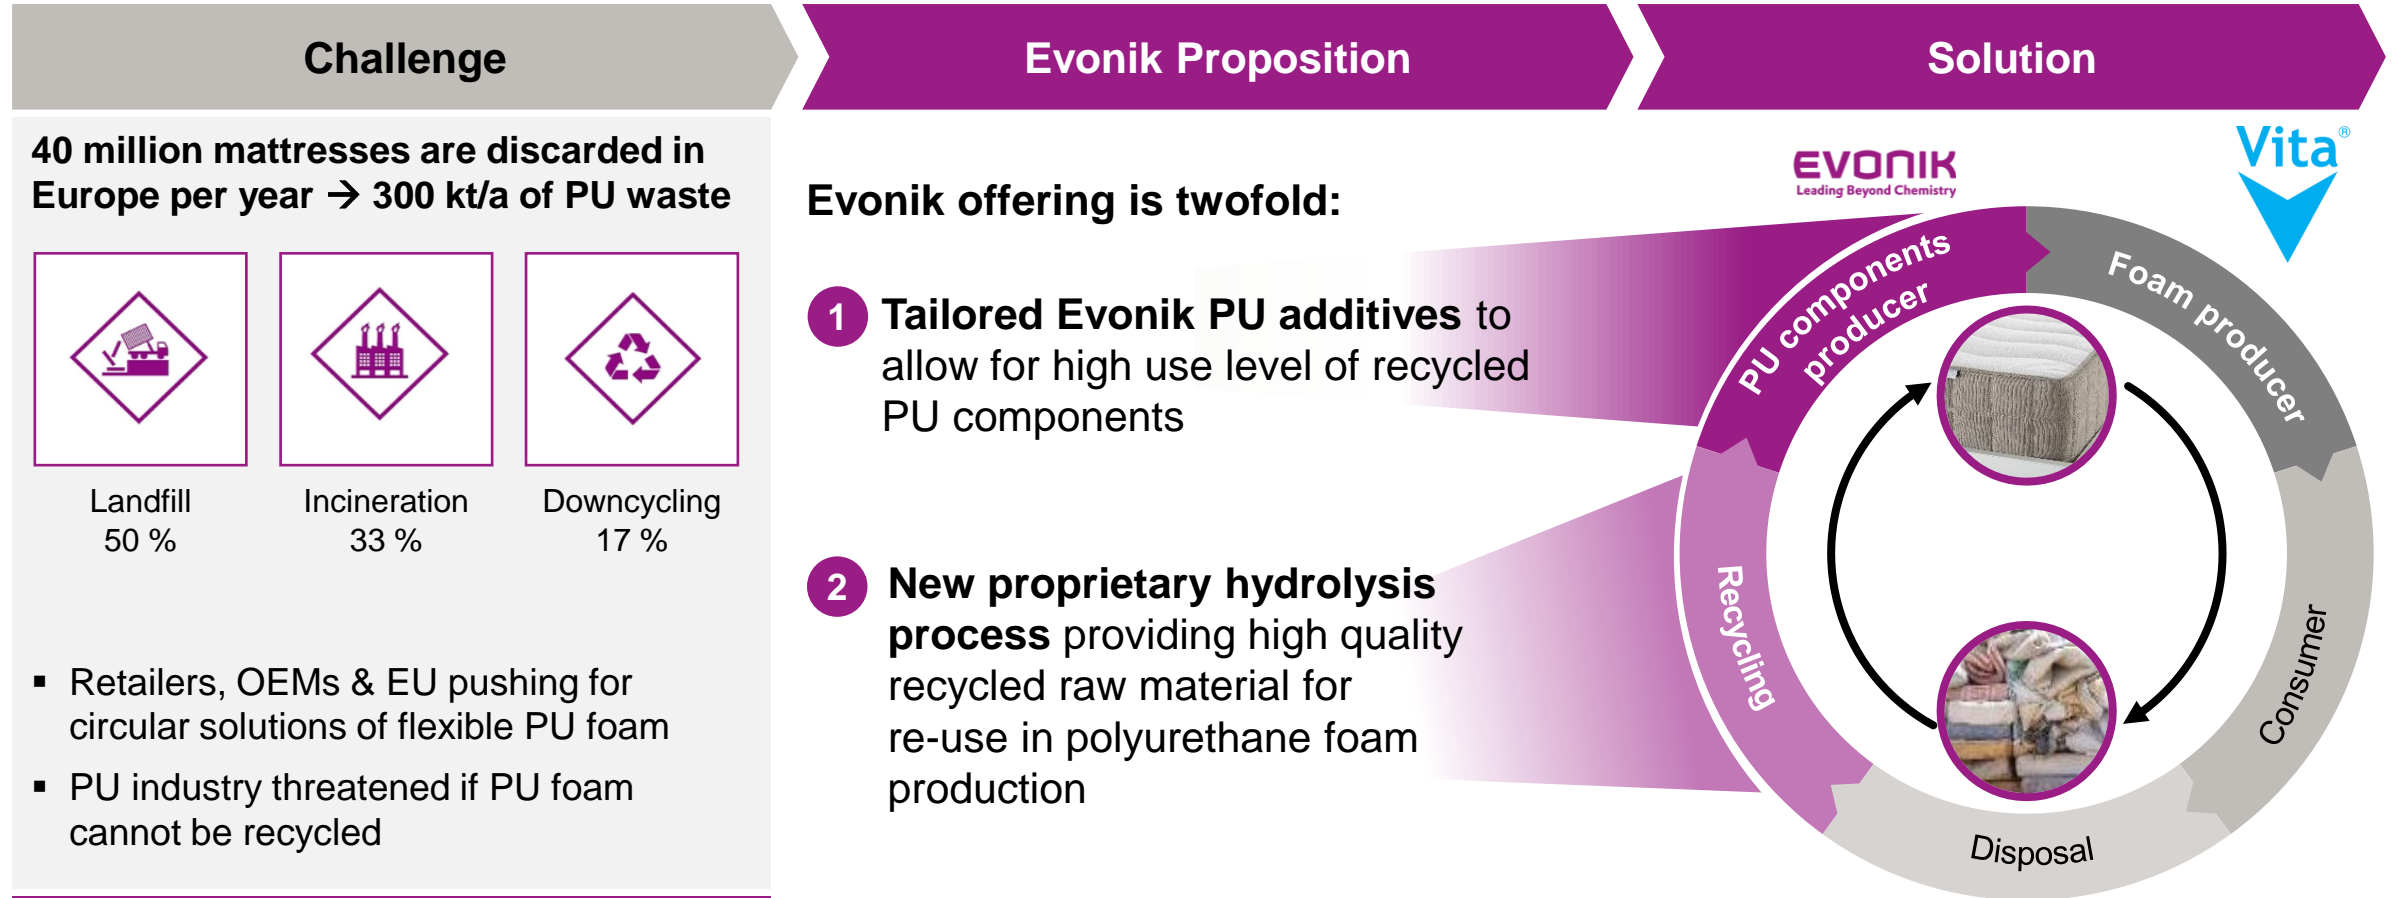 Challenge
Evonik Proposition
Solution
40 million mattresses are discarded in
Europe per year → 300 kt/a of PU waste
Landfill
50 %
Incineration
33 %
Downcycling
17 %
▪ Retailers, OEMs & EU pushing for
circular solutions of flexible PU foam
▪ PU industry threatened if PU foam
cannot be recycled
Evonik offering is twofold:
1 Tailored Evonik PU additives to
allow for high use level of recycled
PU components
2 New proprietary hydrolysis
process providing high quality
recycled raw material for
re-use in polyurethane foam
production
EVONIK
Leading Beyond Chemistry
Vita®
PU components
producer
Foam producer
Consumer
Disposal
Recycling